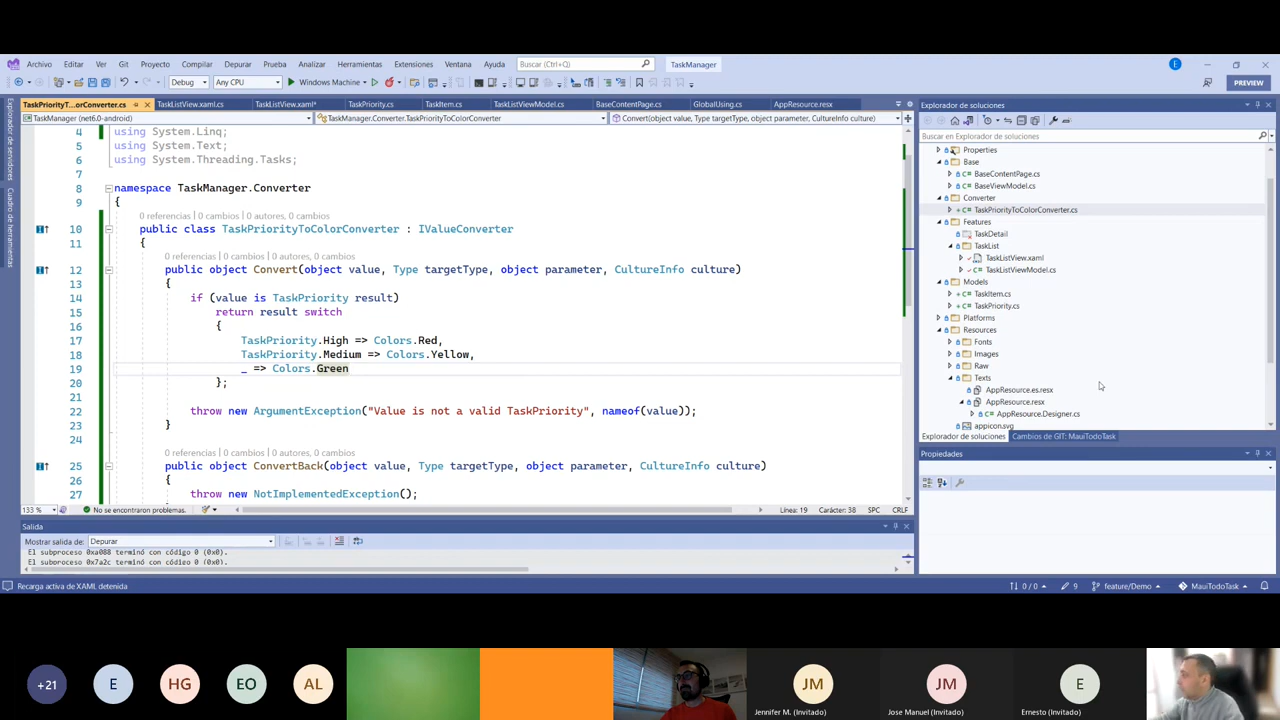 Archivo Editar Ver Git Proyecto Compilar Depurar Prueba Analizar Herramientas Extensiones Ventana Ayuda Buscar (Ctrl+Q) TaskManager E
Debug Any CPU Windows Machine PREVIEW
TaskPriorityT...orConverter.cs TaskListView.xaml.cs TaskListView.xaml* TaskPriority.cs TaskItem.cs TaskListViewModel.cs BaseContentPage.cs GlobalUsing.cs AppResource.resx
TaskManager (net6.0-android) TaskManager.Converter.TaskPriorityToColorConverter Convert(object value, Type targetType, object parameter, CultureInfo culture)
Explorador de servidores
Cuadro de herramientas
4 using System.Linq;
5 using System.Text;
6 using System.Threading.Tasks;
7
8 namespace TaskManager.Converter
9 {
0 referencias | 0 cambios | 0 autores, 0 cambios
10 public class TaskPriorityToColorConverter : IValueConverter
11 {
0 referencias | 0 cambios | 0 autores, 0 cambios
12 public object Convert(object value, Type targetType, object parameter, CultureInfo culture)
13 {
14 if (value is TaskPriority result)
15 return result switch
16 {
17 TaskPriority.High => Colors.Red,
18 TaskPriority.Medium => Colors.Yellow,
19 _ => Colors.Green
20 };
21
22 throw new ArgumentException("Value is not a valid TaskPriority", nameof(value));
23 }
24
0 referencias | 0 cambios | 0 autores, 0 cambios
25 public object ConvertBack(object value, Type targetType, object parameter, CultureInfo culture)
26 {
27 throw new NotImplementedException();
133 % No se encontraron problemas. Línea: 19 Carácter: 38 SPC CRLF
Salida
Mostrar salida de: Depurar
El subproceso 0xa088 terminó con código 0 (0x0).
El subproceso 0x7a2c terminó con código 0 (0x0).
Explorador de soluciones
Buscar en Explorador de soluciones
Properties
Base
BaseContentPage.cs
BaseViewModel.cs
Converter
TaskPriorityToColorConverter.cs
Features
TaskDetail
TaskList
TaskListView.xaml
TaskListViewModel.cs
Models
TaskItem.cs
TaskPriority.cs
Platforms
Resources
Fonts
Images
Raw
Texts
AppResource.es.resx
AppResource.resx
AppResource.Designer.cs
appicon.svg
Explorador de soluciones Cambios de GIT: MauiTodoTask
Propiedades
Recarga activa de XAML detenida 0 / 0 9 feature/Demo MauiTodoTask
+21 E HG EO AL JM JM E
Jennifer M. (Invitado) Jose Manuel (Invitado) Ernesto (Invitado)